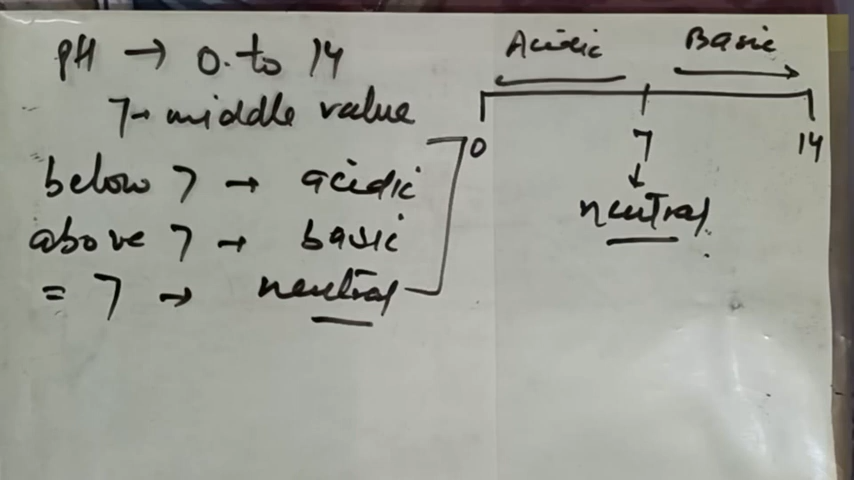 pH → 0. to 14
7 → middle value
below 7 → acidic
above 7 → basic
= 7 → neutral
Acidic Basic
0 7 14
↓
neutral